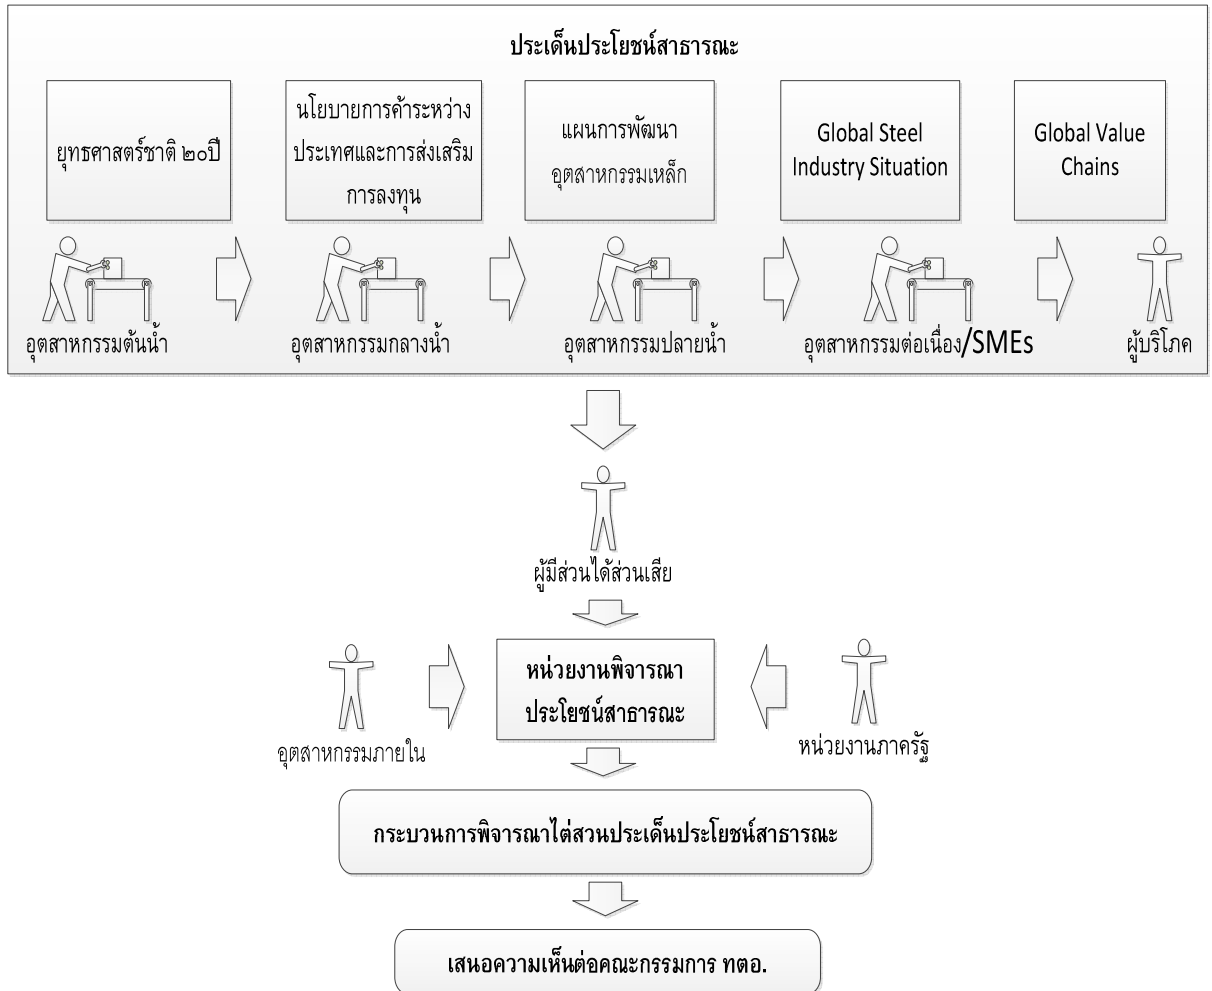 ประเด็นประโยชน์สาธารณะ
ยุทธศาสตร์ชาติ ๒๐ปี
นโยบายการค้าระหว่าง
ประเทศและการส่งเสริม
การลงทุน
แผนการพัฒนา
อุตสาหกรรมเหล็ก
Global Steel
Industry Situation
Global Value
Chains
อุตสาหกรรมต้นน้ำ
อุตสาหกรรมกลางน้ำ
อุตสาหกรรมปลายน้ำ
อุตสาหกรรมต่อเนื่อง/SMEs
ผู้บริโภค
ผู้มีส่วนได้ส่วนเสีย
หน่วยงานพิจารณา
ประโยชน์สาธารณะ
อุตสาหกรรมภายใน
หน่วยงานภาครัฐ
กระบวนการพิจารณาไต่สวนประเด็นประโยชน์สาธารณะ
เสนอความเห็นต่อคณะกรรมการ ทตอ.